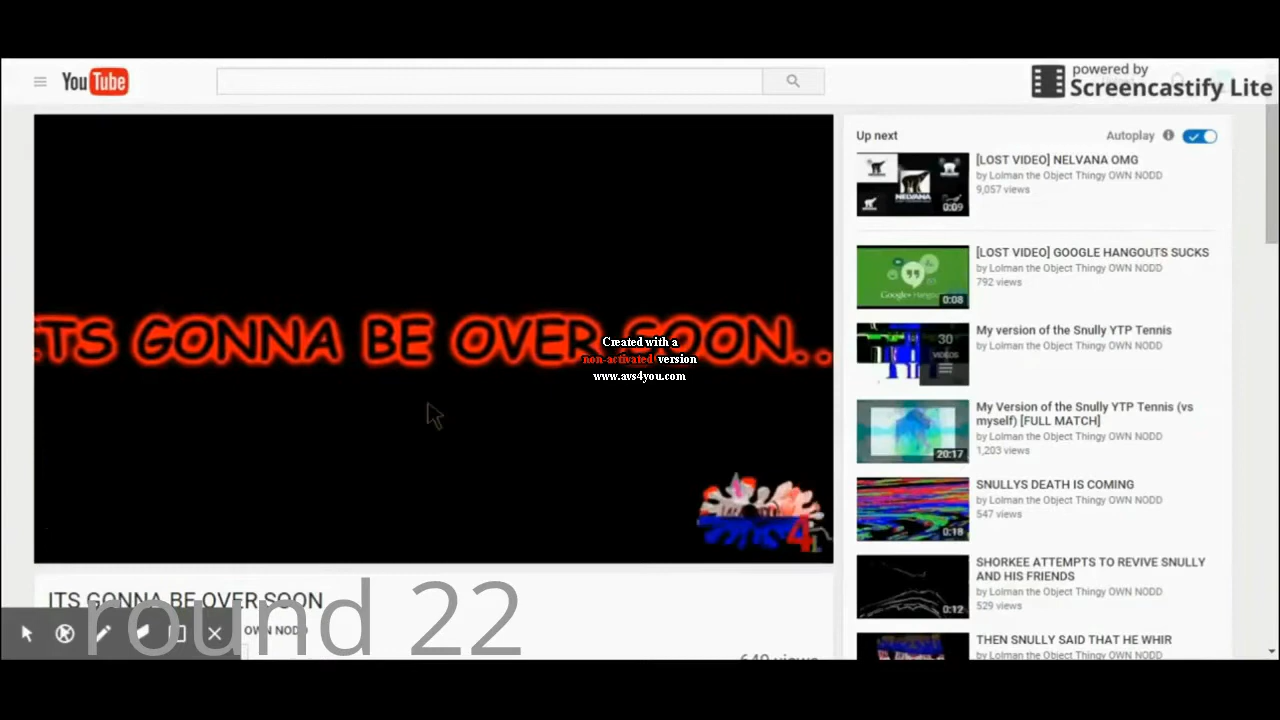 YouTube
powered by
Screencastify Lite
ITS GONNA BE OVER SOON..
Created with a
non-activated version
www.avs4you.com
4
ITS GONNA BE OVER SOON
OWN NODD
round 22
Up next
Autoplay
[LOST VIDEO] NELVANA OMG
by Lolman the Object Thingy OWN NODD
9,057 views
NELVANA
0:09
[LOST VIDEO] GOOGLE HANGOUTS SUCKS
by Lolman the Object Thingy OWN NODD
792 views
0:08
My version of the Snully YTP Tennis
by Lolman the Object Thingy OWN NODD
30
VIDEOS
My Version of the Snully YTP Tennis (vs
myself) [FULL MATCH]
by Lolman the Object Thingy OWN NODD
1,203 views
20:17
SNULLYS DEATH IS COMING
by Lolman the Object Thingy OWN NODD
547 views
0:18
SHORKEE ATTEMPTS TO REVIVE SNULLY
AND HIS FRIENDS
by Lolman the Object Thingy OWN NODD
529 views
0:12
THEN SNULLY SAID THAT HE WHIR
by Lolman the Object Thingy OWN NODD